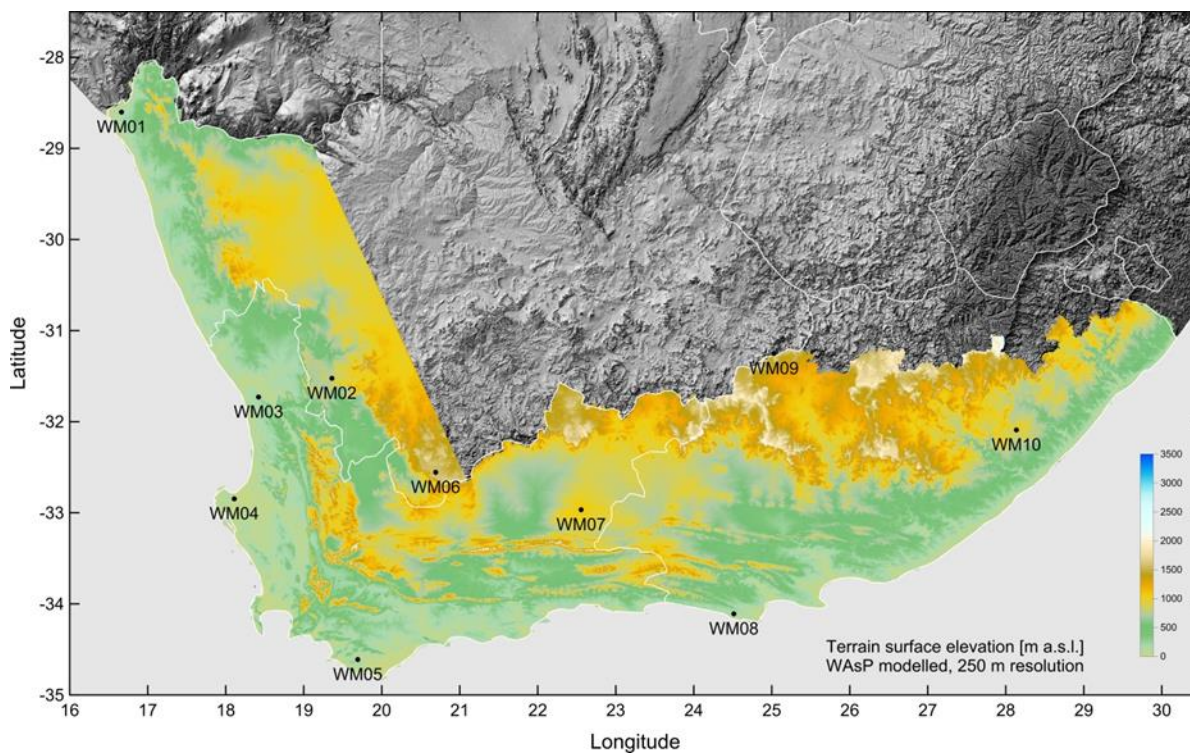 -28
-29
-30
-31
-32
-33
-34
-35
Latitude
16 17 18 19 20 21 22 23 24 25 26 27 28 29 30
Longitude
WM01
WM02
WM03
WM04
WM05
WM06
WM07
WM08
WM09
WM10
3500
3000
2500
2000
1500
1000
500
0
Terrain surface elevation [m a.s.l.]
WAsP modelled, 250 m resolution